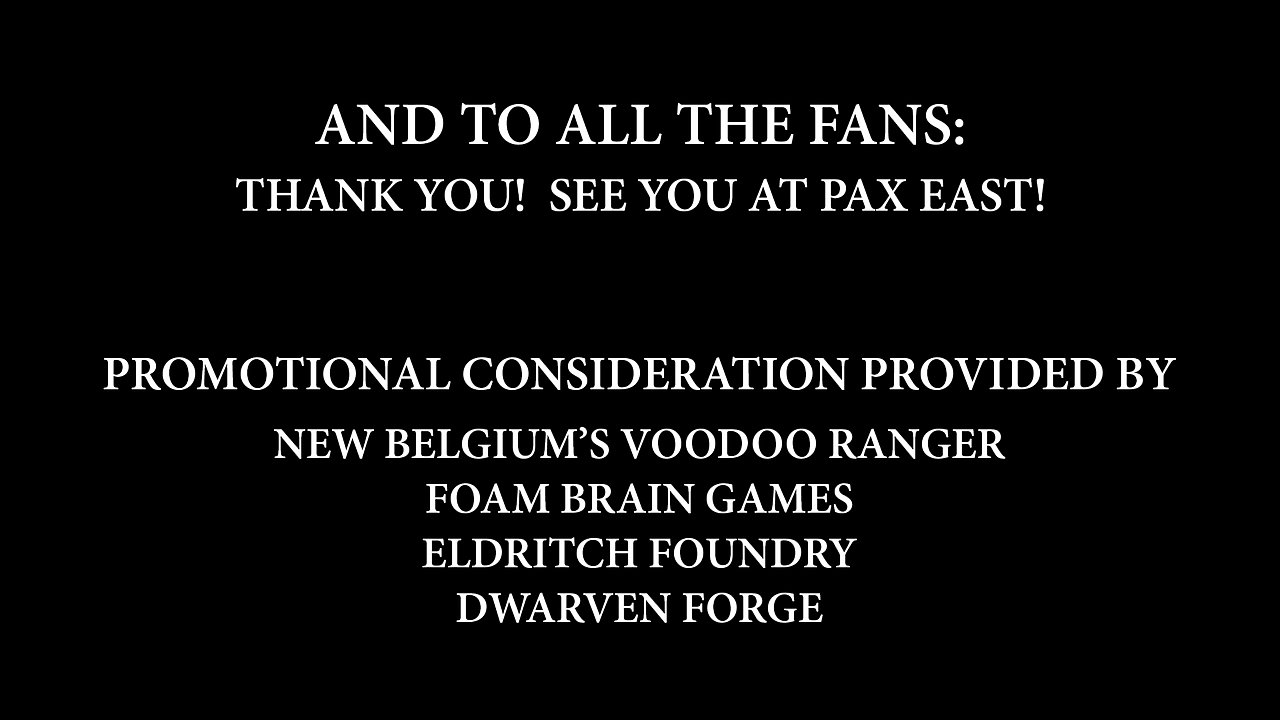 AND TO ALL THE FANS:
THANK YOU!  SEE YOU AT PAX EAST!
PROMOTIONAL CONSIDERATION PROVIDED BY
NEW BELGIUM’S VOODOO RANGER
FOAM BRAIN GAMES
ELDRITCH FOUNDRY
DWARVEN FORGE